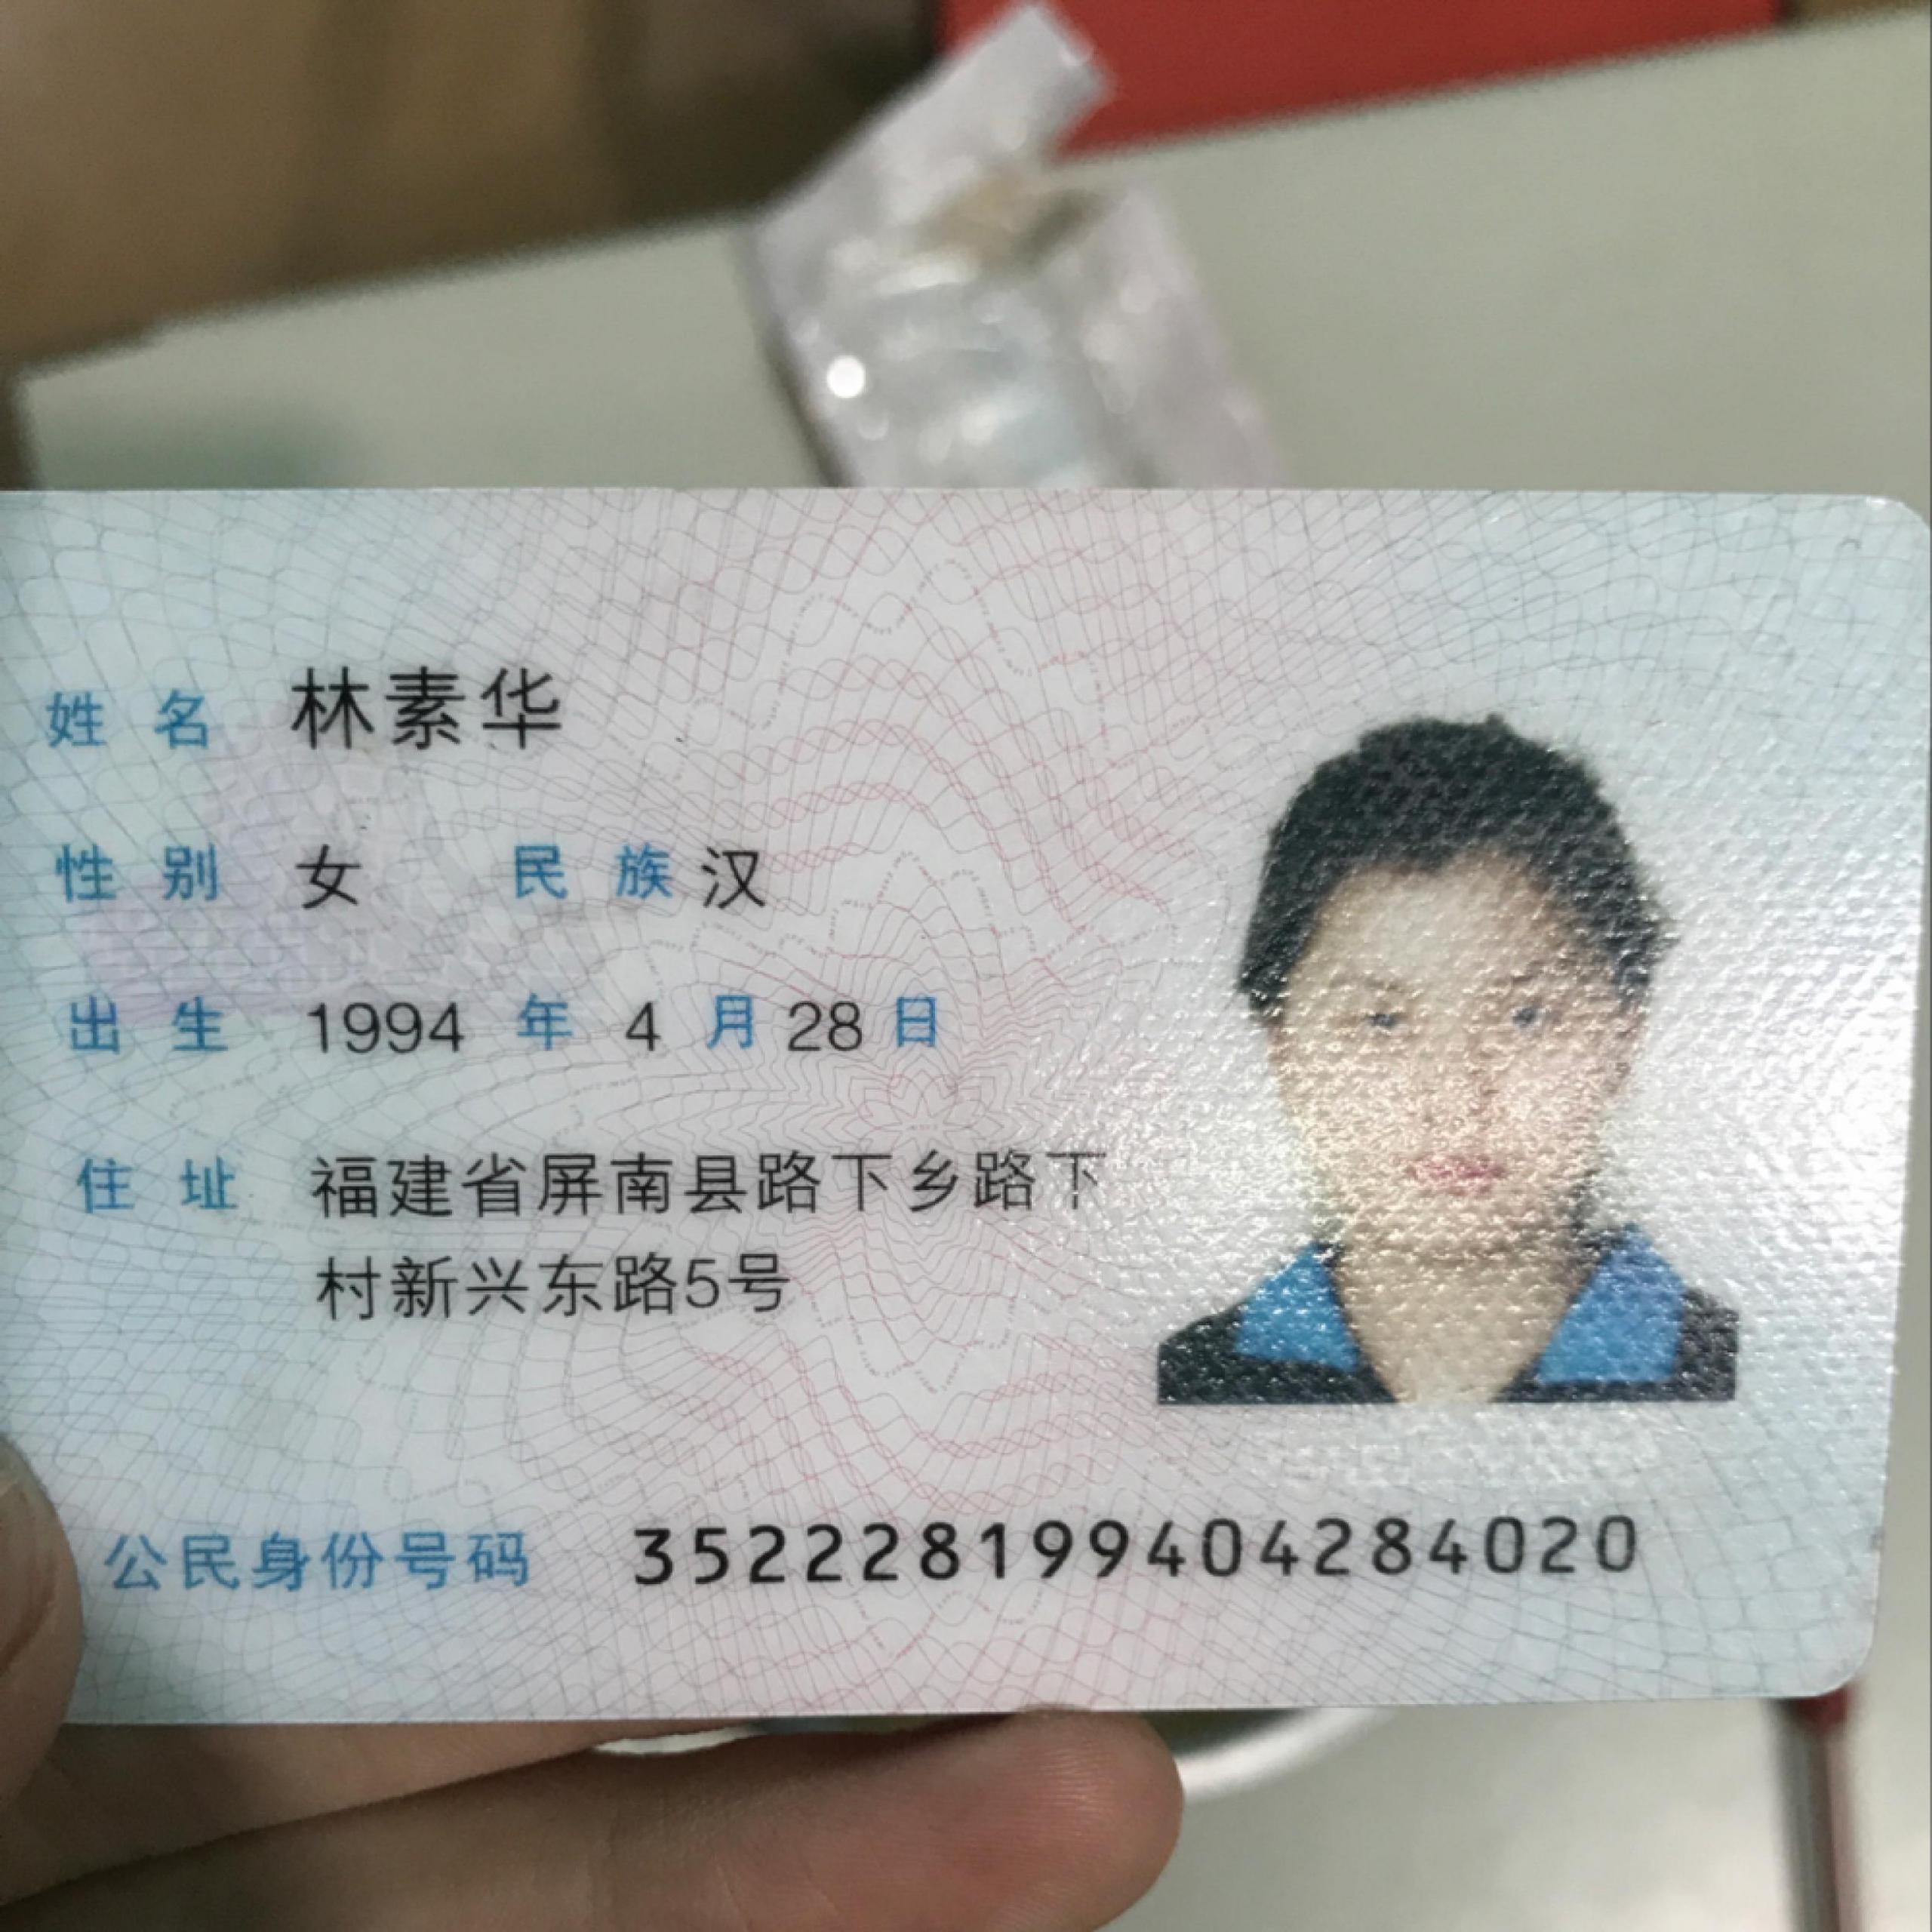 姓名 林素华
性别 女 民族 汉
出生 1994 年 4 月 28 日
住址 福建省屏南县路下乡路下
村新兴东路5号
公民身份号码 352228199404284020